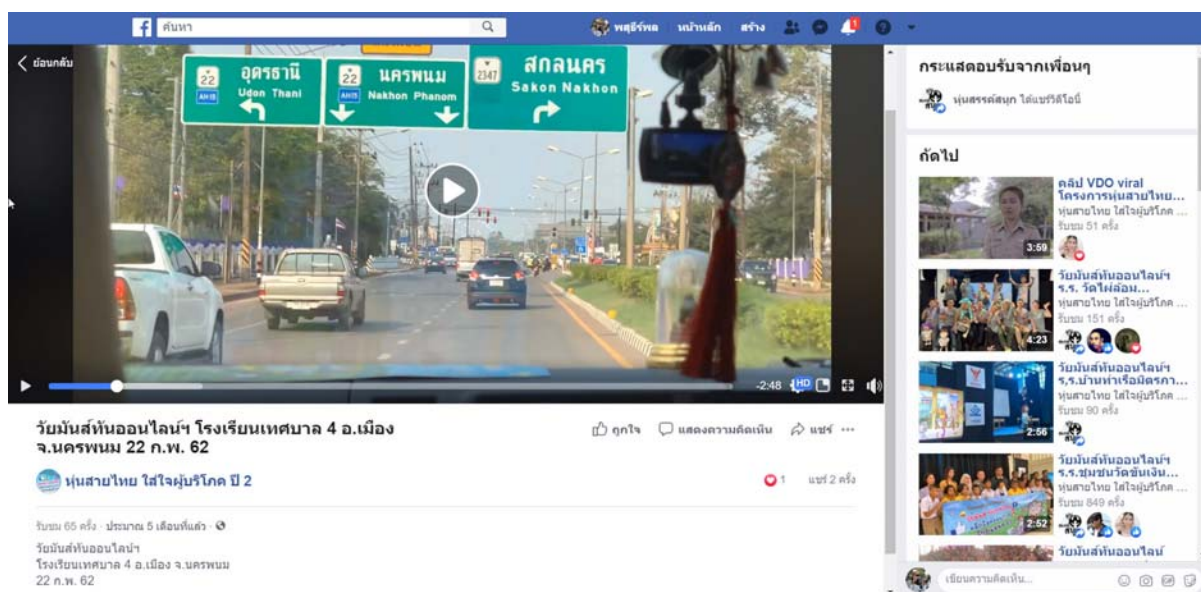 ค้นหา
พสุธีร์พล
หน้าหลัก
สร้าง
1
ย้อนกลับ
22
AH15
อุดรธานี
Udon Thani
22
AH15
นครพนม
Nakhon Phanom
2347
สกลนคร
Sakon Nakhon
-2:48
HD
วัยมันส์ทันออนไลน์ฯ โรงเรียนเทศบาล 4 อ.เมือง
จ.นครพนม 22 ก.พ. 62
ถูกใจ
แสดงความคิดเห็น
แชร์
หุ่นสายไทย ใส่ใจผู้บริโภค ปี 2
1
แชร์ 2 ครั้ง
รับชม 65 ครั้ง · ประมาณ 5 เดือนที่แล้ว ·
วัยมันส์ทันออนไลน์ฯ
โรงเรียนเทศบาล 4 อ.เมือง จ.นครพนม
22 ก.พ. 62
กระแสตอบรับจากเพื่อนๆ
หุ่นสรรค์สนุก ได้แชร์วิดีโอนี้
ถัดไป
3:59
คลิป VDO viral
โครงการหุ่นสายไทย...
หุ่นสายไทย ใส่ใจผู้บริโภค ...
รับชม 51 ครั้ง
4:23
วัยมันส์ทันออนไลน์ฯ
ร.ร. วัดไผ่ล้อม...
หุ่นสายไทย ใส่ใจผู้บริโภค ...
รับชม 151 ครั้ง
2:56
วัยมันส์ทันออนไลน์ฯ
ร,ร.บ้านท่าเรือมิตรภา...
หุ่นสายไทย ใส่ใจผู้บริโภค ...
รับชม 90 ครั้ง
2:52
วัยมันส์ทันออนไลน์ฯ
ร.ร.ชุมชนวัดขันเงิน...
หุ่นสายไทย ใส่ใจผู้บริโภค ...
รับชม 849 ครั้ง
วัยมันส์ทันออนไลน์
เขียนความคิดเห็น...